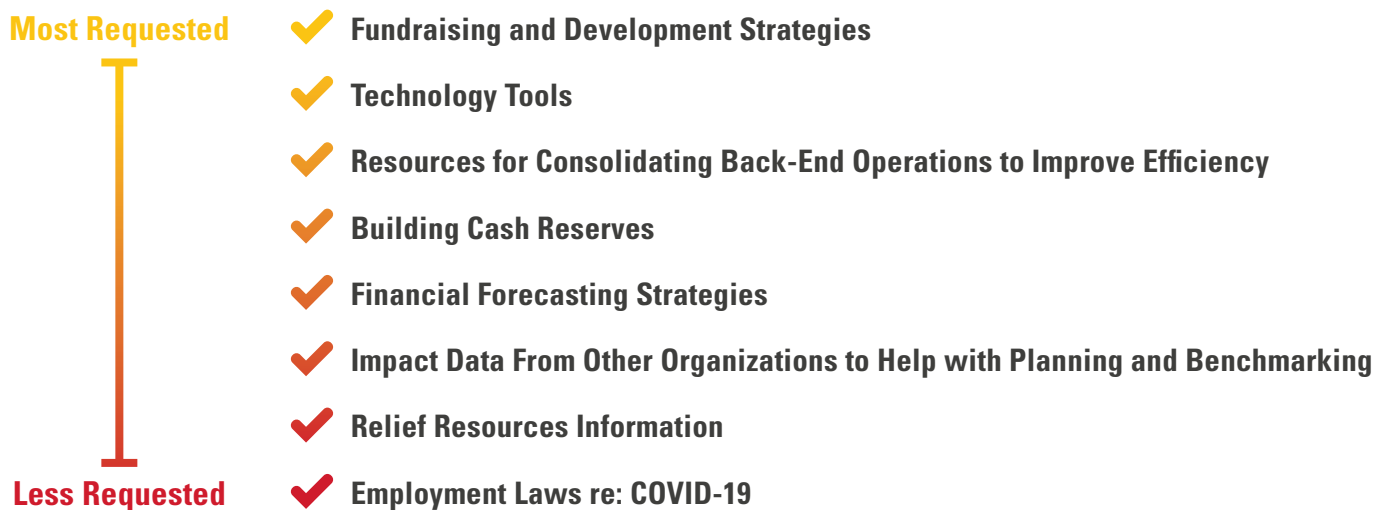 Most Requested
Fundraising and Development Strategies
Technology Tools
Resources for Consolidating Back-End Operations to Improve Efficiency
Building Cash Reserves
Financial Forecasting Strategies
Impact Data From Other Organizations to Help with Planning and Benchmarking
Relief Resources Information
Less Requested
Employment Laws re: COVID-19